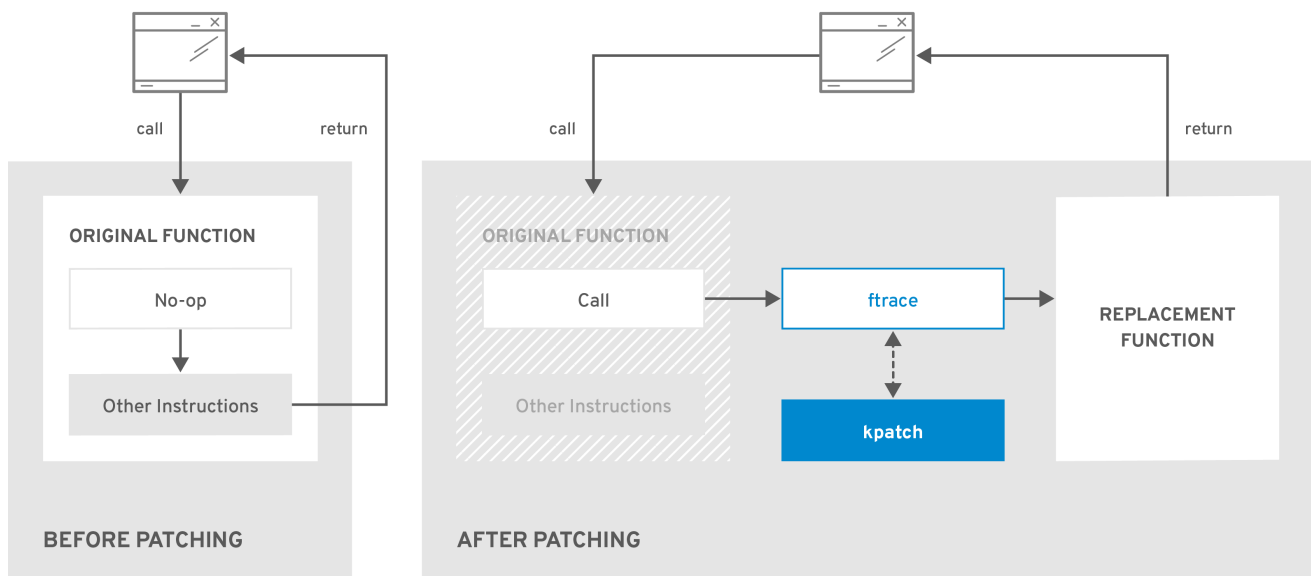 call
return
ORIGINAL FUNCTION
No-op
Other Instructions
BEFORE PATCHING
call
return
ORIGINAL FUNCTION
Call
ftrace
REPLACEMENT
FUNCTION
Other Instructions
kpatch
AFTER PATCHING